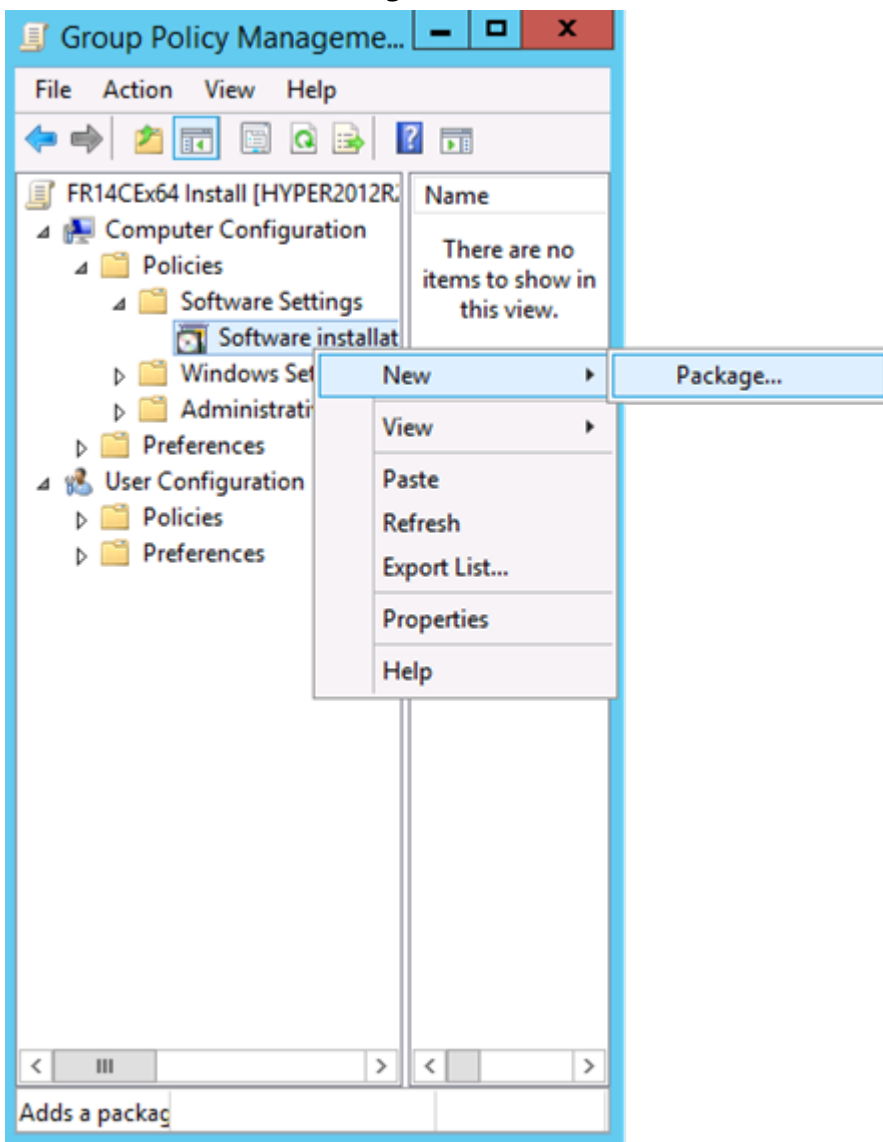 Group Policy Manageme...
File Action View Help
FR14CEx64 Install [HYPER2012R
Name
Computer Configuration
There are no
items to show in
this view.
Policies
Software Settings
Software installat
Windows Set
Administrati
Preferences
User Configuration
Policies
Preferences
New
Package...
View
Paste
Refresh
Export List...
Properties
Help
Adds a packag